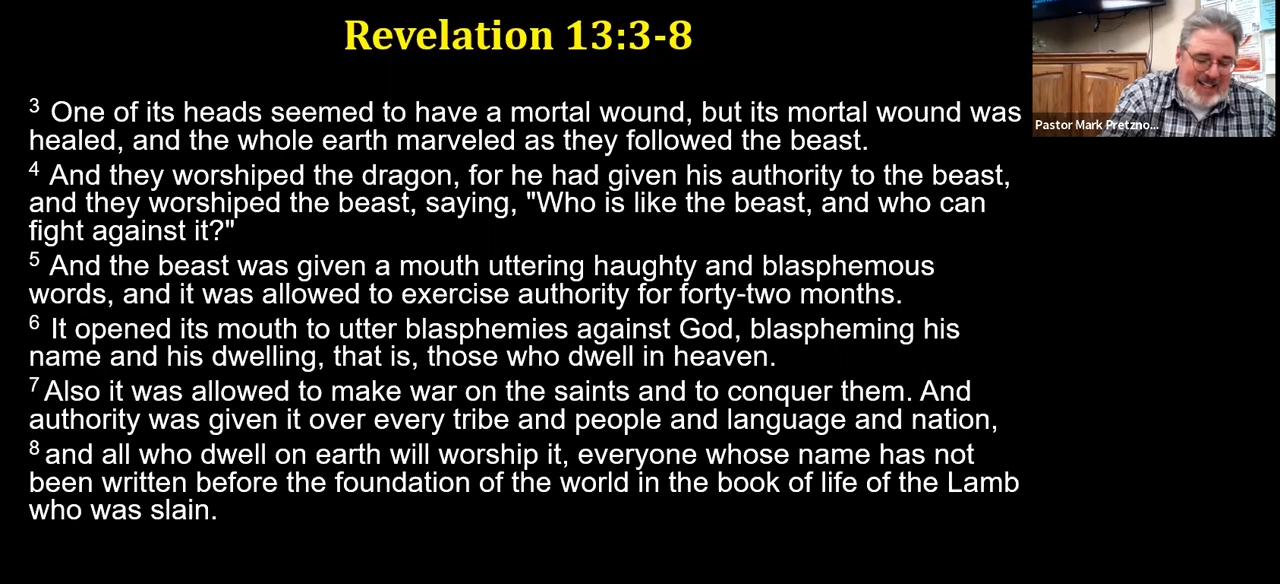 Revelation 13:3-8
3 One of its heads seemed to have a mortal wound, but its mortal wound was
healed, and the whole earth marveled as they followed the beast.
4 And they worshiped the dragon, for he had given his authority to the beast,
and they worshiped the beast, saying, "Who is like the beast, and who can
fight against it?"
5 And the beast was given a mouth uttering haughty and blasphemous
words, and it was allowed to exercise authority for forty-two months.
6 It opened its mouth to utter blasphemies against God, blaspheming his
name and his dwelling, that is, those who dwell in heaven.
7 Also it was allowed to make war on the saints and to conquer them. And
authority was given it over every tribe and people and language and nation,
8 and all who dwell on earth will worship it, everyone whose name has not
been written before the foundation of the world in the book of life of the Lamb
who was slain.
Pastor Mark Pretzno...